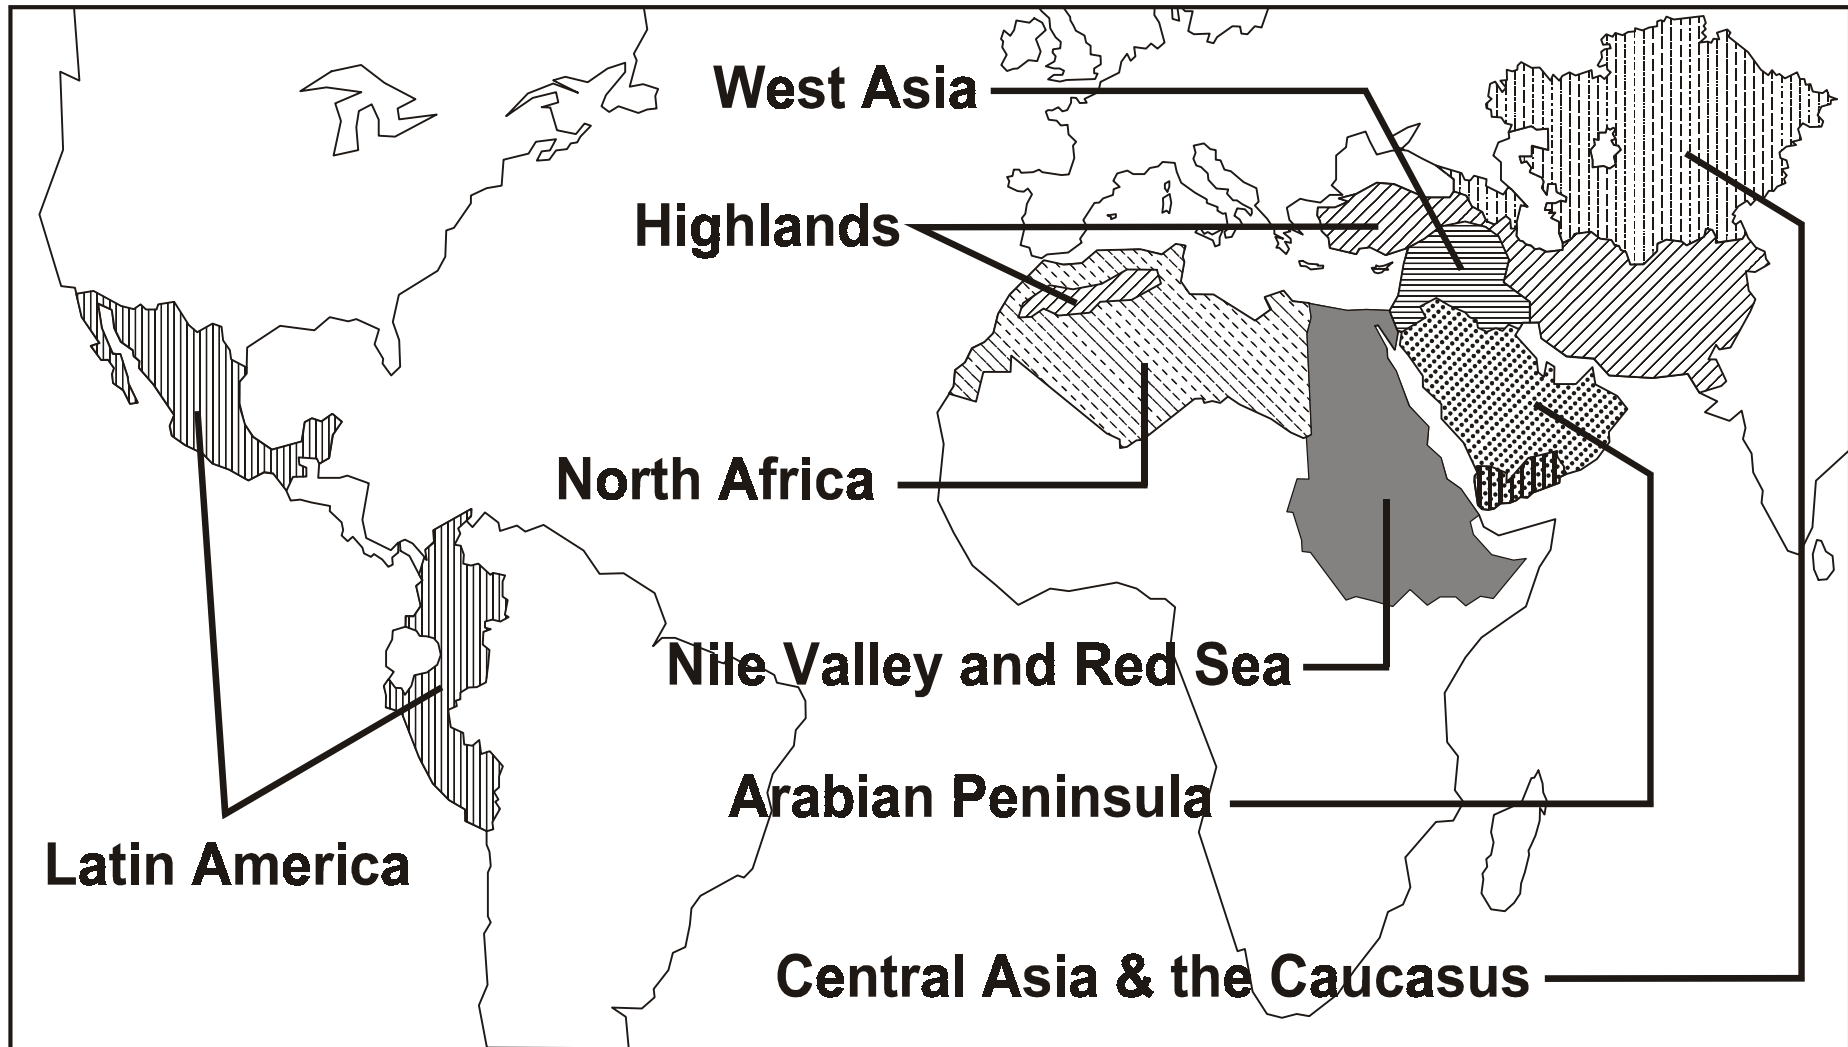 West Asia
Highlands
North Africa
Nile Valley and Red Sea
Arabian Peninsula
Latin America
Central Asia & the Caucasus